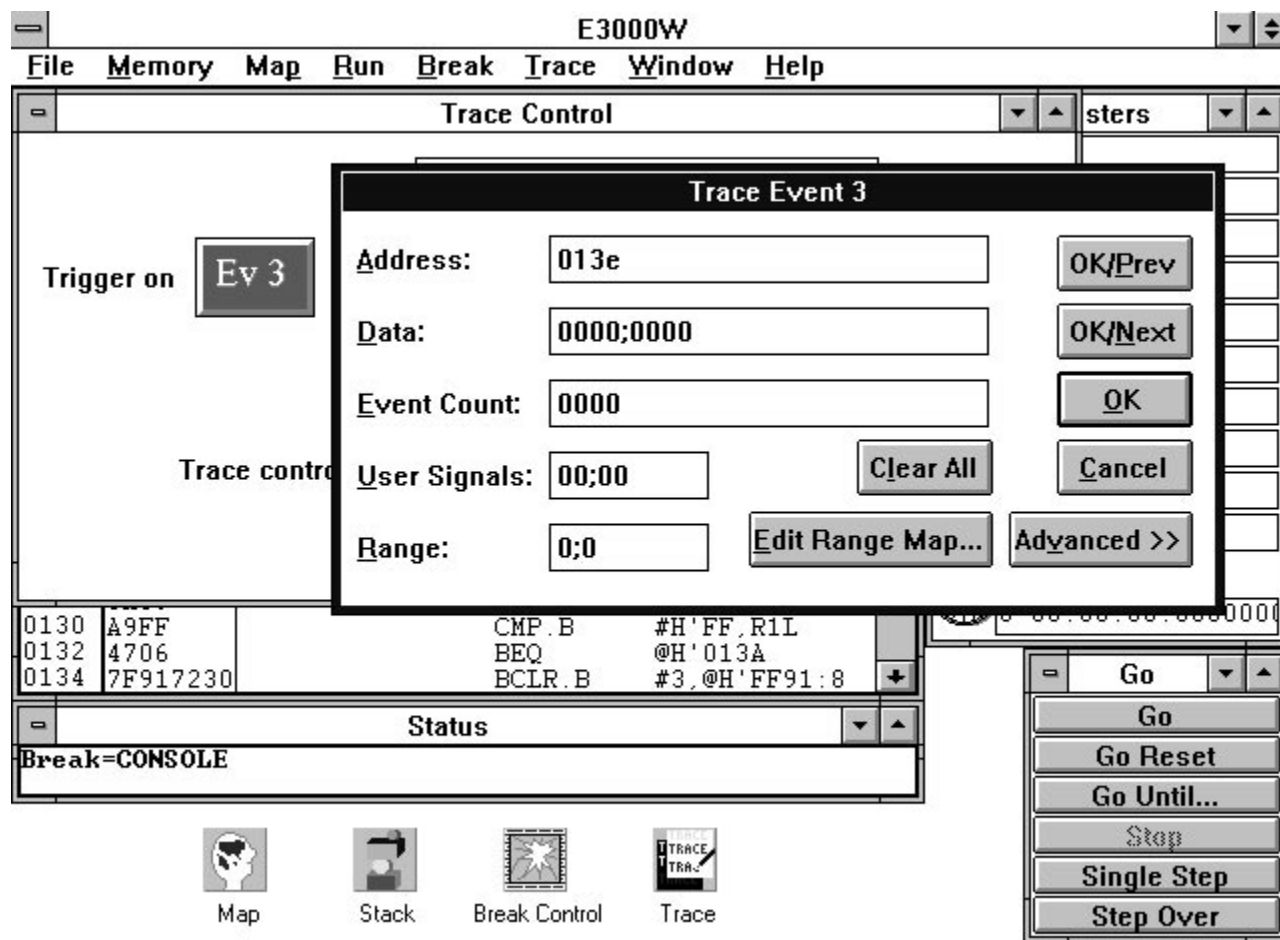 E3000W
File Memory Map Run Break Trace Window Help
Trace Control
sters
Trace Event 3
Trigger on
Ev 3
Address: 013e
OK/Prev
Data: 0000;0000
OK/Next
Event Count: 0000
OK
Trace contro
User Signals: 00;00
Clear All
Cancel
Range: 0;0
Edit Range Map...
Advanced >>
0130 A9FF CMP.B #H'FF,R1L
0132 4706 BEQ @H'013A
0134 7F917230 BCLR.B #3,@H'FF91:8
Go
Status
Break=CONSOLE
Go
Go Reset
Go Until...
Stop
Single Step
Step Over
TRACE
TRA
Map
Stack
Break Control
Trace